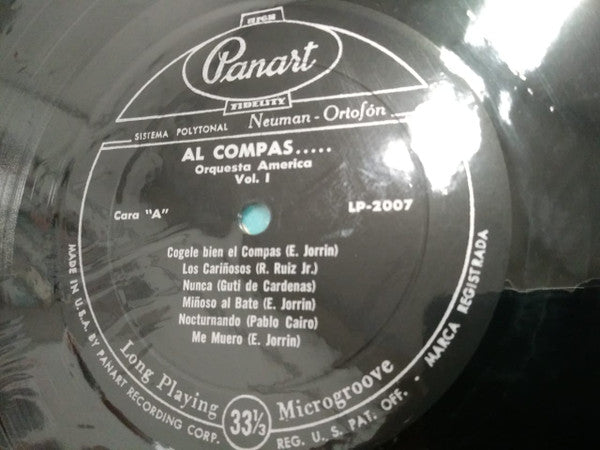 HIGH
Panart
FIDELITY
SISTEMA POLYTONAL Neuman - Ortofón
AL COMPAS.....
Orquesta America
Vol. I
Cara "A" LP-2007
Cogele bien el Compas (E. Jorrin)
Los Cariñosos (R. Ruiz Jr.)
Nunca (Guti de Cardenas)
Miñoso al Bate (E. Jorrin)
Nocturnando (Pablo Cairo)
Me Muero (E. Jorrin)
Long Playing 33⅓ Microgroove
MADE IN U.S.A. BY PANART RECORDING CORP. REG. U. S. PAT. OFF. - MARCA REGISTRADA